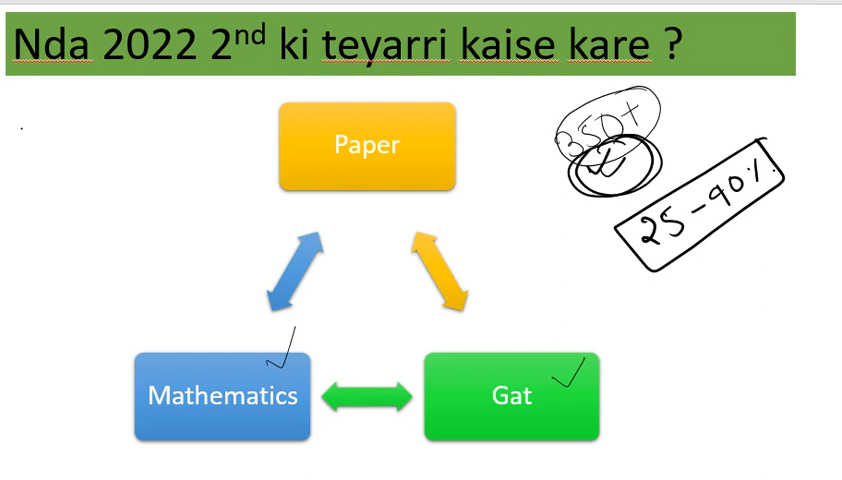 Nda 2022 2nd ki teyarri kaise kare ?
Paper
350+
25-90%
Mathematics
Gat